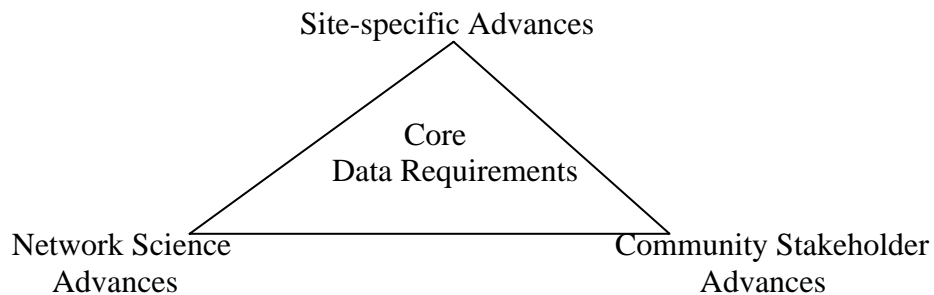 Site-specific Advances
Core
Data Requirements
Network Science
Advances
Community Stakeholder
Advances